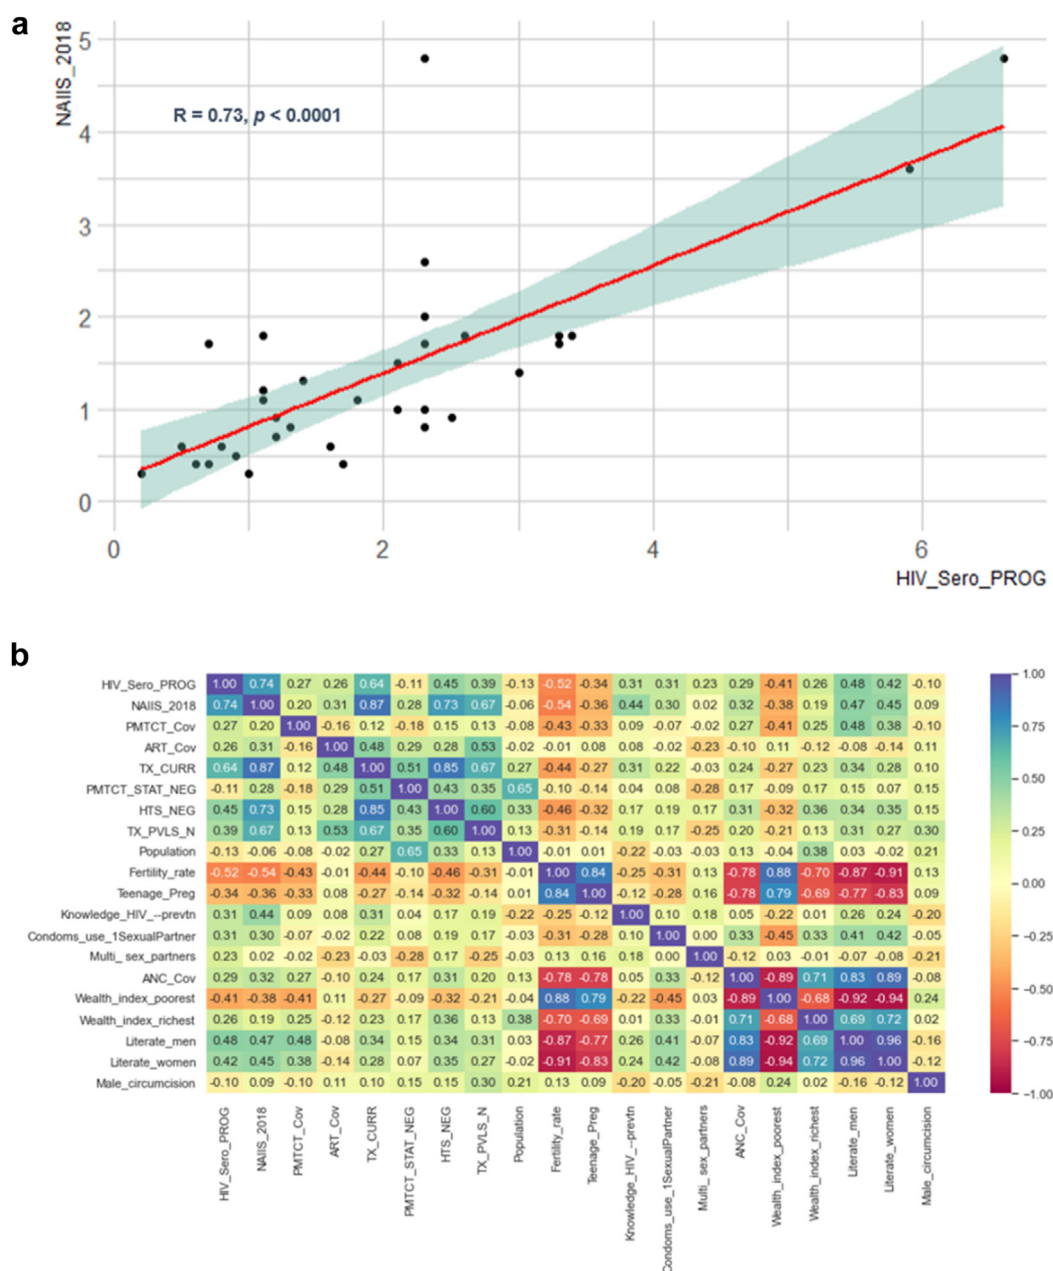 a
NAIIS_2018
5
4
3
2
1
0
R = 0.73, p < 0.0001
0 2 4 6
HIV_Sero_PROG
b
HIV_Sero_PROG 1.00 0.74 0.27 0.26 0.64 -0.11 0.45 0.39 -0.13 -0.52 -0.34 0.31 0.31 0.23 0.29 -0.41 0.26 0.48 0.42 -0.10
NAIIS_2018 0.74 1.00 0.20 0.31 0.87 0.28 0.73 0.67 -0.06 -0.54 -0.36 0.44 0.30 0.02 0.32 -0.38 0.19 0.47 0.45 0.09
PMTCT_Cov 0.27 0.20 1.00 -0.16 0.12 -0.18 0.15 0.13 -0.08 -0.43 -0.33 0.09 -0.07 -0.02 0.27 -0.41 0.25 0.48 0.38 -0.10
ART_Cov 0.26 0.31 -0.16 1.00 0.48 0.29 0.28 0.53 -0.02 -0.01 0.08 0.08 -0.02 -0.23 -0.10 0.11 -0.12 -0.08 -0.14 0.11
TX_CURR 0.64 0.87 0.12 0.48 1.00 0.51 0.85 0.67 0.27 -0.44 -0.27 0.31 0.22 -0.03 0.24 -0.27 0.23 0.34 0.28 0.10
PMTCT_STAT_NEG -0.11 0.28 -0.18 0.29 0.51 1.00 0.43 0.35 0.65 -0.10 -0.14 0.04 0.08 -0.28 0.17 -0.09 0.17 0.15 0.07 0.15
HTS_NEG 0.45 0.73 0.15 0.28 0.85 0.43 1.00 0.60 0.33 -0.46 -0.32 0.17 0.19 0.17 0.31 -0.32 0.36 0.34 0.35 0.15
TX_PVLS_N 0.39 0.67 0.13 0.53 0.67 0.35 0.60 1.00 0.13 -0.31 -0.14 0.19 0.17 -0.25 0.20 -0.21 0.13 0.31 0.27 0.30
Population -0.13 -0.06 -0.08 -0.02 0.27 0.65 0.33 0.13 1.00 -0.01 0.01 -0.22 -0.03 -0.03 0.13 -0.04 0.38 0.03 -0.02 0.21
Fertility_rate -0.52 -0.54 -0.43 -0.01 -0.44 -0.10 -0.46 -0.31 -0.01 1.00 0.84 -0.25 -0.31 0.13 -0.78 0.88 -0.70 -0.87 -0.91 0.13
Teenage_Preg -0.34 -0.36 -0.33 0.08 -0.27 -0.14 -0.32 -0.14 0.01 0.84 1.00 -0.12 -0.28 0.16 -0.78 0.79 -0.69 -0.77 -0.83 0.09
Knowledge_HIV_--prevtn 0.31 0.44 0.09 0.08 0.31 0.04 0.17 0.19 -0.22 -0.25 -0.12 1.00 0.10 0.18 0.05 -0.22 0.01 0.26 0.24 -0.20
Condoms_use_1SexualPartner 0.31 0.30 -0.07 -0.02 0.22 0.08 0.19 0.17 -0.03 -0.31 -0.28 0.10 1.00 0.00 0.33 -0.45 0.33 0.41 0.42 -0.05
Multi_ sex_partners 0.23 0.02 -0.02 -0.23 -0.03 -0.28 0.17 -0.25 -0.03 0.13 0.16 0.18 0.00 1.00 -0.12 0.03 -0.01 -0.07 -0.08 -0.21
ANC_Cov 0.29 0.32 0.27 -0.10 0.24 0.17 0.31 0.20 0.13 -0.78 -0.78 0.05 0.33 -0.12 1.00 -0.89 0.71 0.83 0.89 -0.08
Wealth_index_poorest -0.41 -0.38 -0.41 0.11 -0.27 -0.09 -0.32 -0.21 -0.04 0.88 0.79 -0.22 -0.45 0.03 -0.89 1.00 -0.68 -0.92 -0.94 0.24
Wealth_index_richest 0.26 0.19 0.25 -0.12 0.23 0.17 0.36 0.13 0.38 -0.70 -0.69 0.01 0.33 -0.01 0.71 -0.68 1.00 0.69 0.72 0.02
Literate_men 0.48 0.47 0.48 -0.08 0.34 0.15 0.34 0.31 0.03 -0.87 -0.77 0.26 0.41 -0.07 0.83 -0.92 0.69 1.00 0.96 -0.16
Literate_women 0.42 0.45 0.38 -0.14 0.28 0.07 0.35 0.27 -0.02 -0.91 -0.83 0.24 0.42 -0.08 0.89 -0.94 0.72 0.96 1.00 -0.12
Male_circumcision -0.10 0.09 -0.10 0.11 0.10 0.15 0.15 0.30 0.21 0.13 0.09 -0.20 -0.05 -0.21 -0.08 0.24 0.02 -0.16 -0.12 1.00
HIV_Sero_PROG
NAIIS_2018
PMTCT_Cov
ART_Cov
TX_CURR
PMTCT_STAT_NEG
HTS_NEG
TX_PVLS_N
Population
Fertility_rate
Teenage_Preg
Knowledge_HIV_--prevtn
Condoms_use_1SexualPartner
Multi_ sex_partners
ANC_Cov
Wealth_index_poorest
Wealth_index_richest
Literate_men
Literate_women
Male_circumcision
1.00
0.75
0.50
0.25
0.00
-0.25
-0.50
-0.75
-1.00